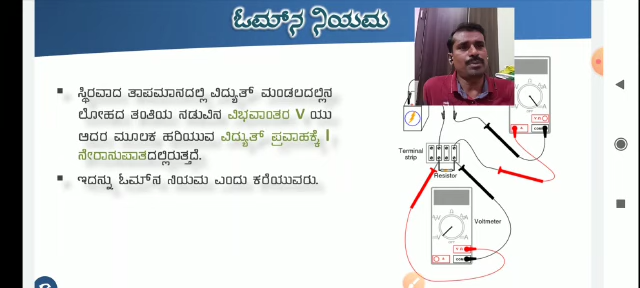 ಓಮ್‌ನ ನಿಯಮ
ಸ್ಥಿರವಾದ ತಾಪಮಾನದಲ್ಲಿ ವಿದ್ಯುತ್ ಮಂಡಲದಲ್ಲಿನ
ಲೋಹದ ತಂತಿಯ ನಡುವಿನ ವಿಭವಾಂತರ V ಯು
ಆದರ ಮೂಲಕ ಹರಿಯುವ ವಿದ್ಯುತ್ ಪ್ರವಾಹಕ್ಕೆ I
ನೇರಾನುಪಾತದಲ್ಲಿರುತ್ತದೆ.
ಇದನ್ನು ಓಮ್‌ನ ನಿಯಮ ಎಂದು ಕರೆಯುವರು.
Terminal
strip
Resistor
Voltmeter